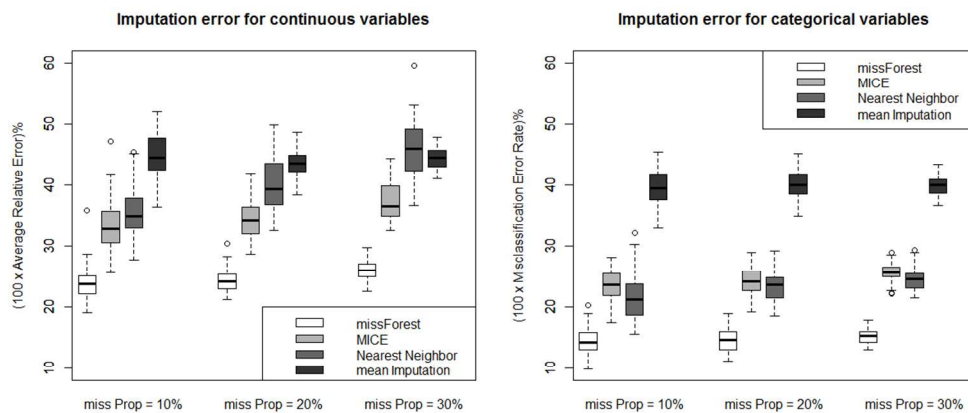 Imputation error for continuous variables
(100 x Average Relative Error)%
60
50
40
30
20
10
missForest
MICE
Nearest Neighbor
mean Imputation
miss Prop = 10%
miss Prop = 20%
miss Prop = 30%
Imputation error for categorical variables
(100 x Misclassification Error Rate)%
60
50
40
30
20
10
missForest
MICE
Nearest Neighbor
mean Imputation
miss Prop = 10%
miss Prop = 20%
miss Prop = 30%